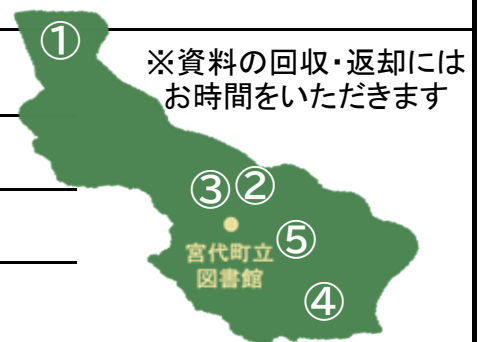 ①
※資料の回収・返却には
お時間をいただきます
③②
宮代町立
図書館
⑤
④